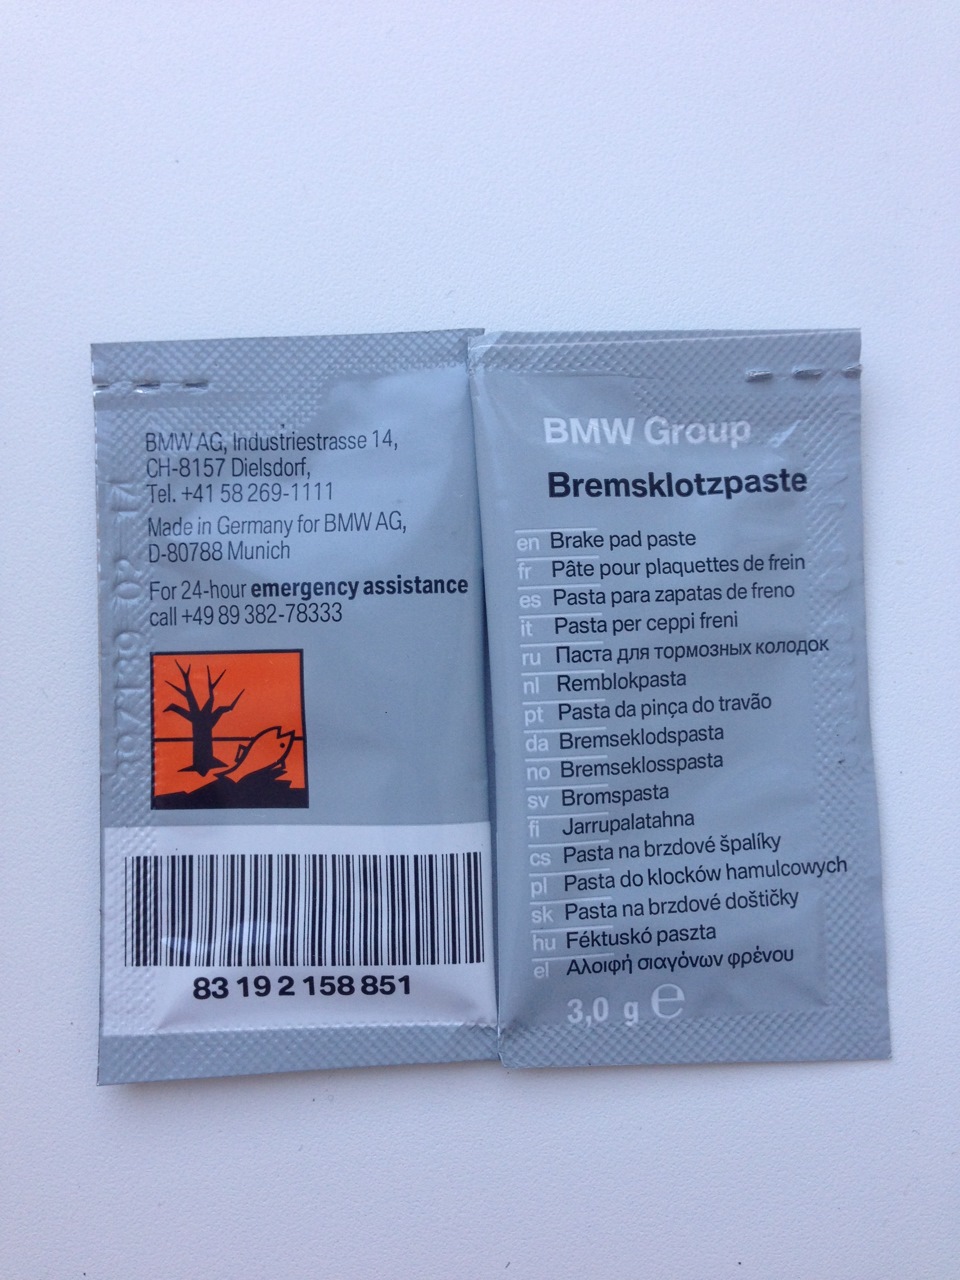 BMW AG, Industriestrasse 14,
CH-8157 Dielsdorf,
Tel. +41 58 269-1111
Made in Germany for BMW AG,
D-80788 Munich
For 24-hour emergency assistance
call +49 89 382-78333
83 19 2 158 851
BMW Group
Bremsklotzpaste
en Brake pad paste
fr Pâte pour plaquettes de frein
es Pasta para zapatas de freno
it Pasta per ceppi freni
ru Паста для тормозных колодок
nl Remblokpasta
pt Pasta da pinça do travão
da Bremseklodspasta
no Bremseklosspasta
sv Bromspasta
fi Jarrupalatahna
cs Pasta na brzdové špalíky
pl Pasta do klocków hamulcowych
sk Pasta na brzdové doštičky
hu Féktuskó paszta
el Αλοιφή σιαγόνων φρένου
3,0 g ℮